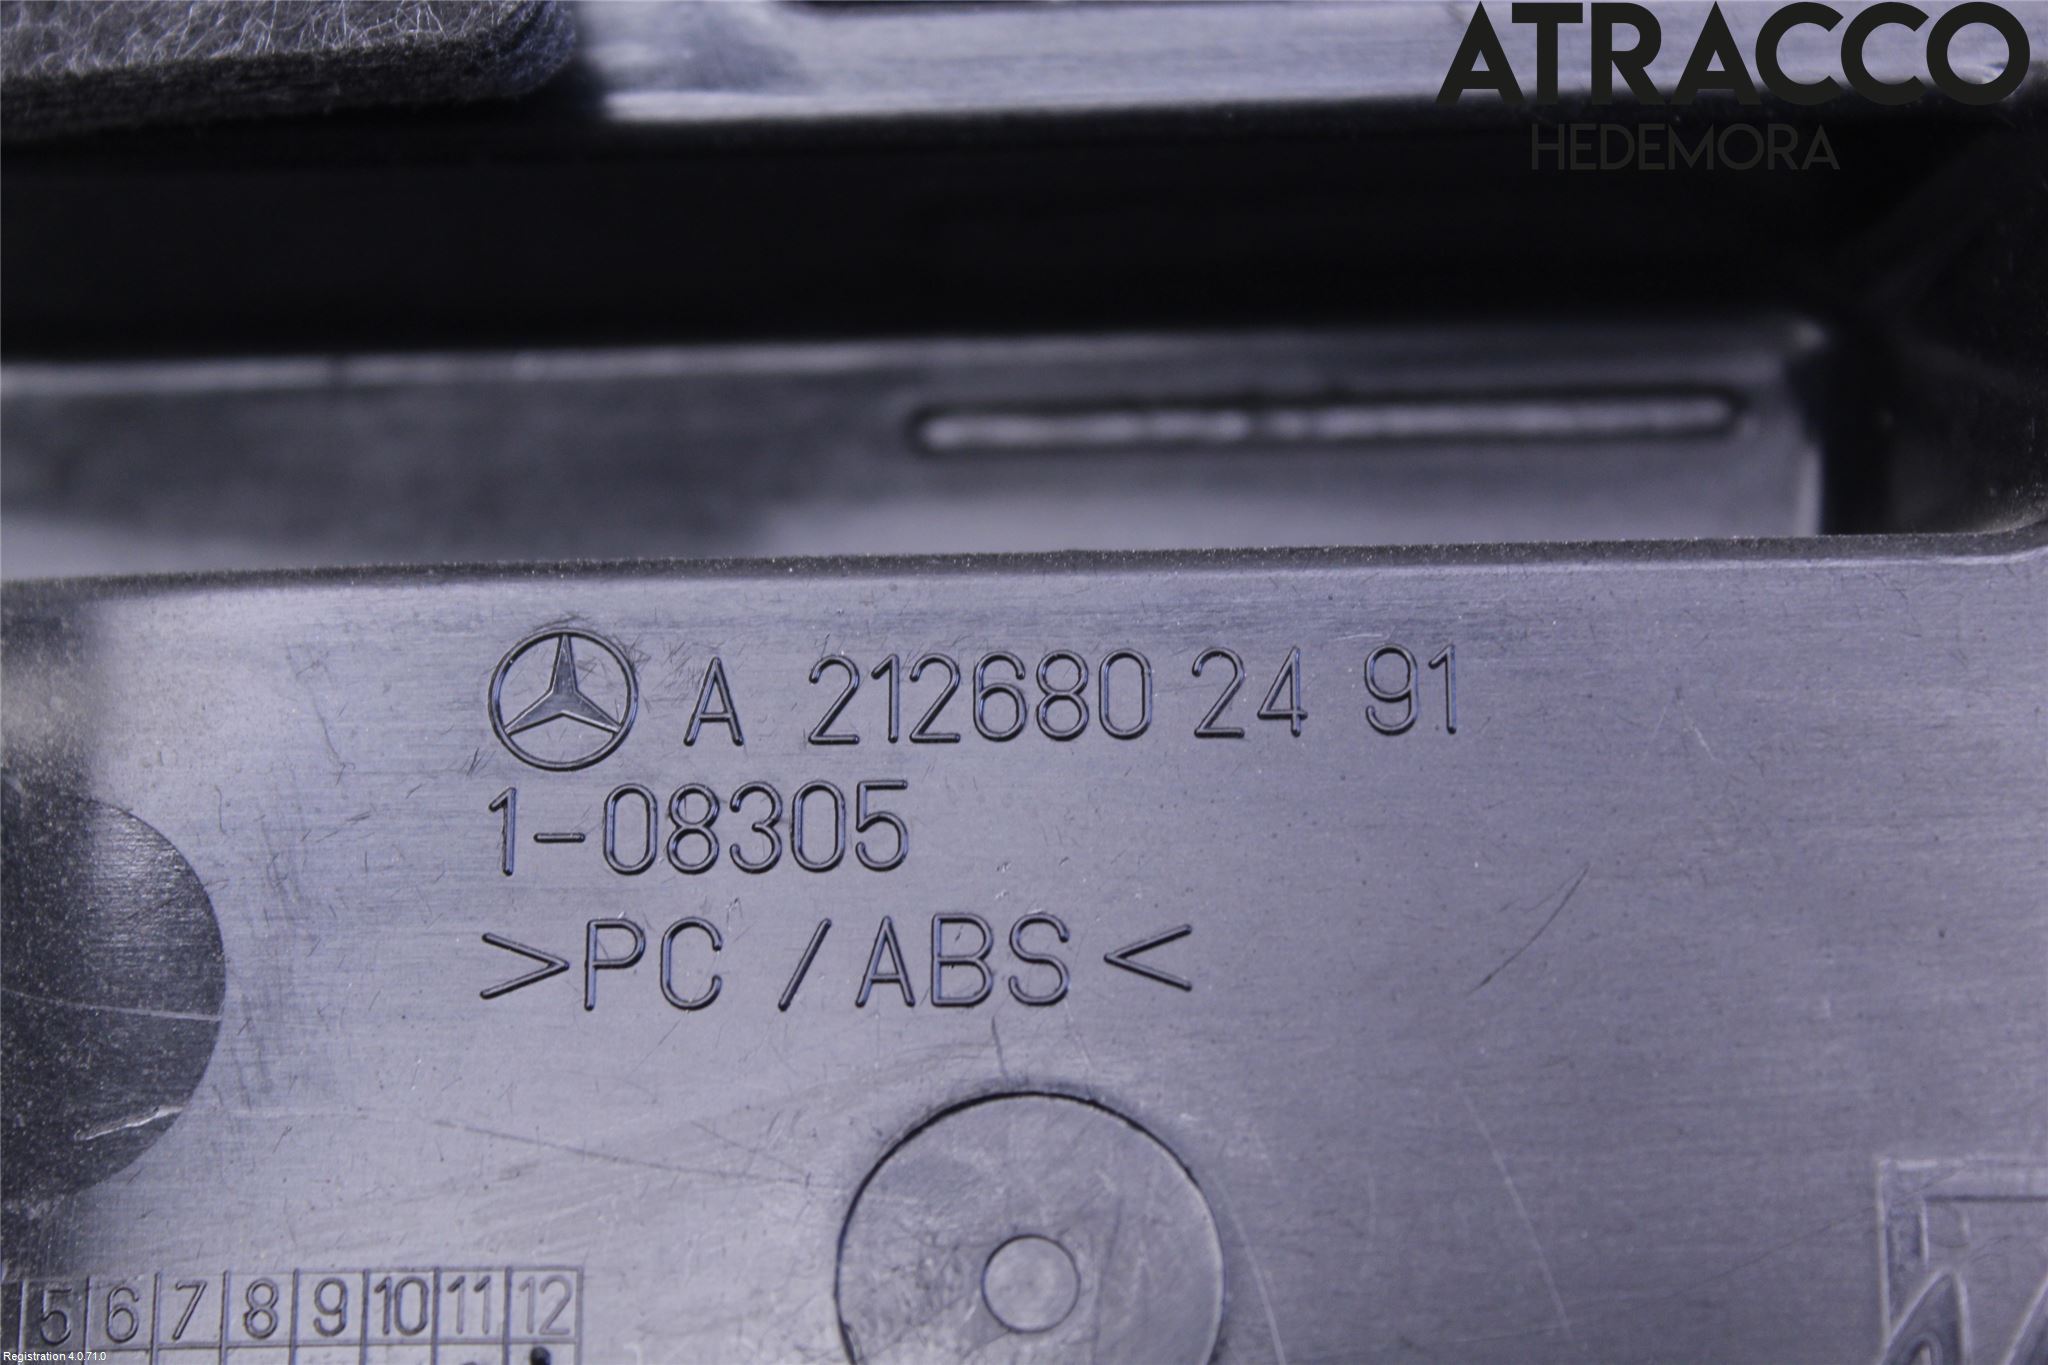 ATRACCO
HEDEMORA
A 212680 24 91
1-08305
>PC /ABS<
5 6 7 8 9 10 11 12
Registration 4.0.71.0